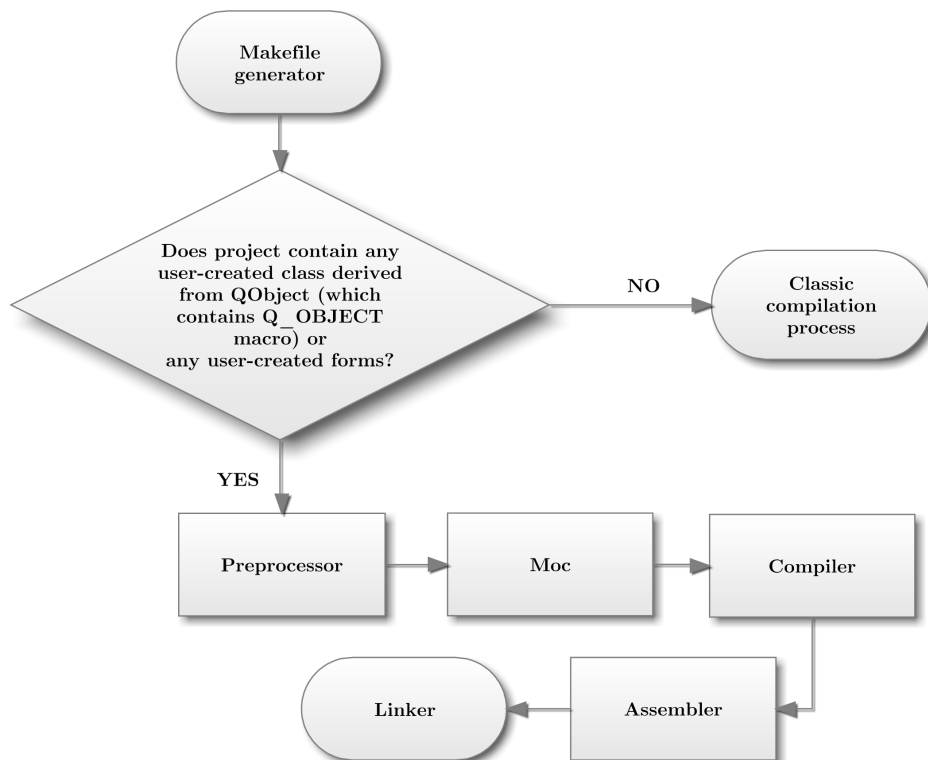 Makefile
generator
Does project contain any
user-created class derived
from QObject (which
contains Q_OBJECT
macro) or
any user-created forms?
NO
Classic
compilation
process
YES
Preprocessor
Moc
Compiler
Linker
Assembler